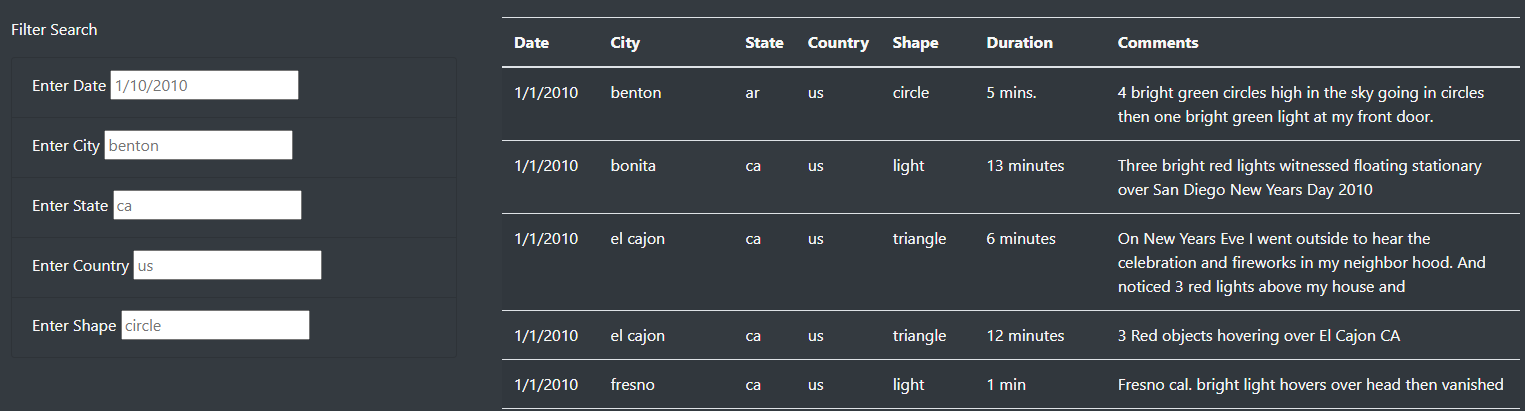 Filter Search
Enter Date 1/10/2010
Enter City benton
Enter State ca
Enter Country us
Enter Shape circle
Date City State Country Shape Duration Comments
1/1/2010 benton ar us circle 5 mins. 4 bright green circles high in the sky going in circles
then one bright green light at my front door.
1/1/2010 bonita ca us light 13 minutes Three bright red lights witnessed floating stationary
over San Diego New Years Day 2010
1/1/2010 el cajon ca us triangle 6 minutes On New Years Eve I went outside to hear the
celebration and fireworks in my neighbor hood. And
noticed 3 red lights above my house and
1/1/2010 el cajon ca us triangle 12 minutes 3 Red objects hovering over El Cajon CA
1/1/2010 fresno ca us light 1 min Fresno cal. bright light hovers over head then vanished